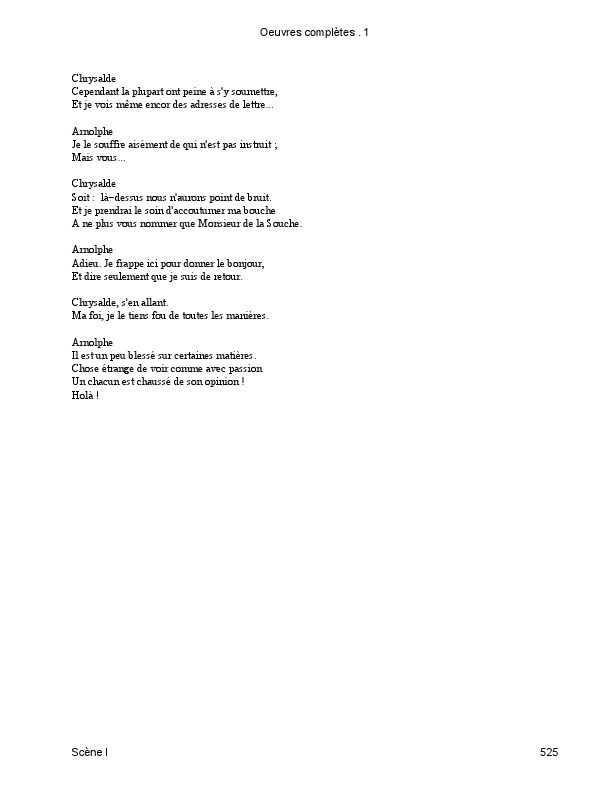 Oeuvres complètes . 1
Chrysalde
Cependant la plupart ont peine à s'y soumettre,
Et je vois même encor des adresses de lettre...
Arnolphe
Je le souffre aisément de qui n'est pas instruit ;
Mais vous...
Chrysalde
Soit :  là−dessus nous n'aurons point de bruit.
Et je prendrai le soin d'accoutumer ma bouche
A ne plus vous nommer que Monsieur de la Souche.
Arnolphe
Adieu. Je frappe ici pour donner le bonjour,
Et dire seulement que je suis de retour.
Chrysalde, s'en allant.
Ma foi, je le tiens fou de toutes les manières.
Arnolphe
Il est un peu blessé sur certaines matières.
Chose étrange de voir comme avec passion
Un chacun est chaussé de son opinion !
Holà !
Scène I
525